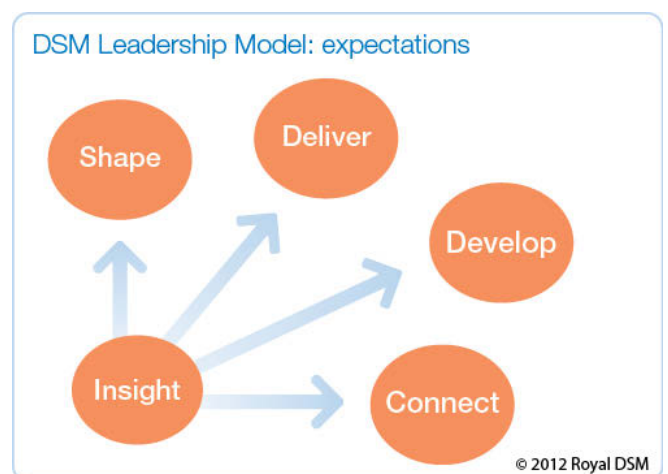 DSM Leadership Model: expectations
Shape
Deliver
Develop
Insight
Connect
© 2012 Royal DSM